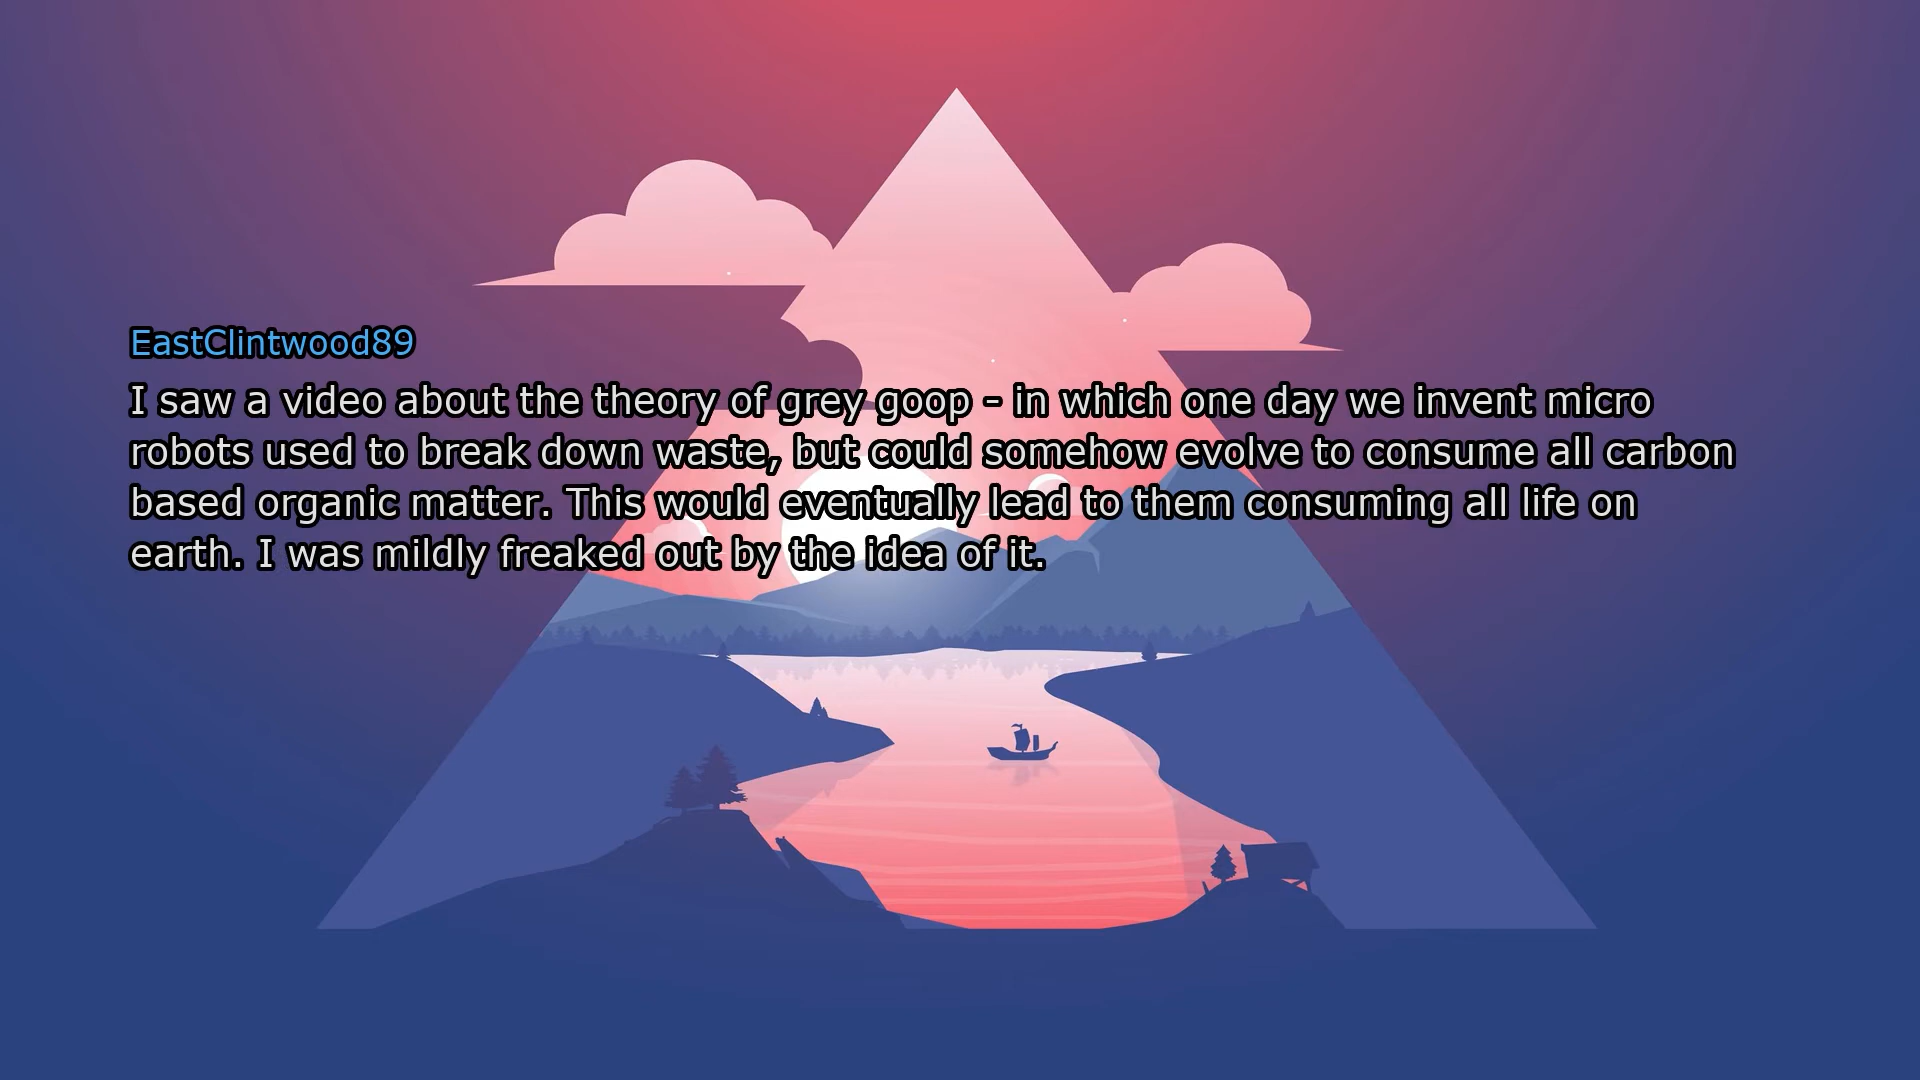 EastClintwood89
I saw a video about the theory of grey goop - in which one day we invent micro
robots used to break down waste, but could somehow evolve to consume all carbon
based organic matter. This would eventually lead to them consuming all life on
earth. I was mildly freaked out by the idea of it.